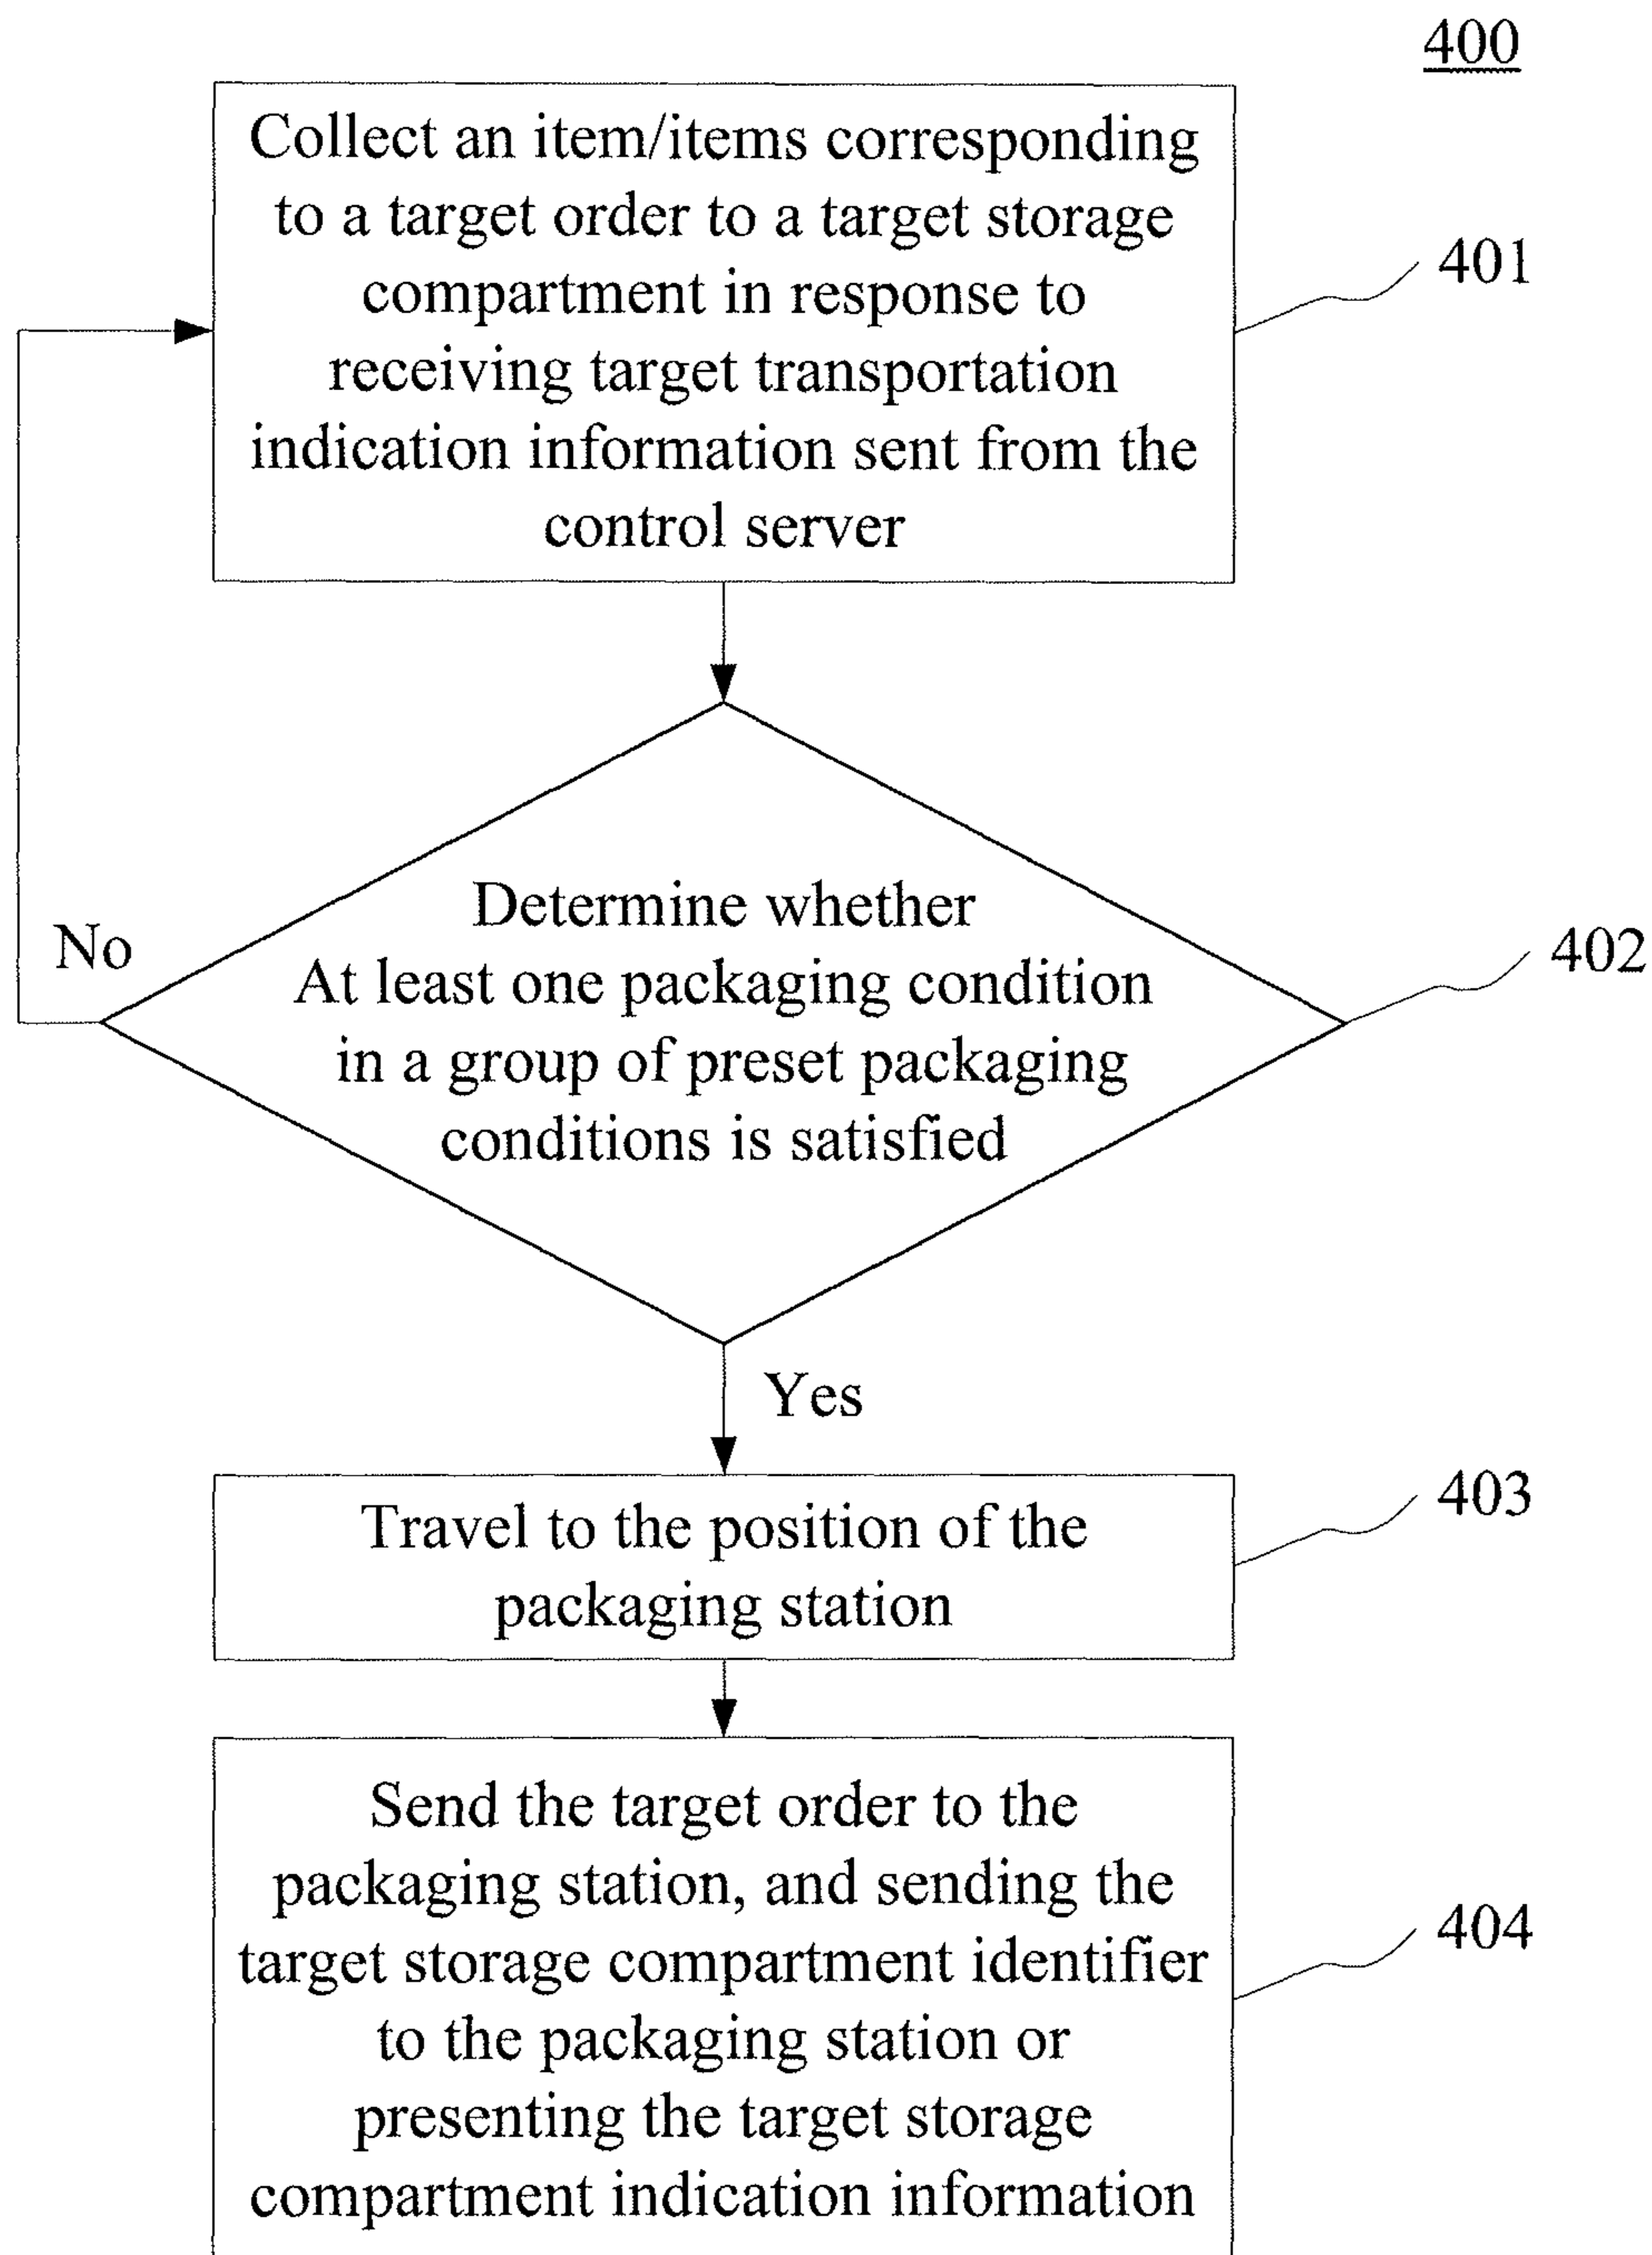 400
Collect an item/items corresponding
to a target order to a target storage
compartment in response to
receiving target transportation
indication information sent from the
control server
401
Determine whether
At least one packaging condition
in a group of preset packaging
conditions is satisfied
402
No
Yes
Travel to the position of the
packaging station
403
Send the target order to the
packaging station, and sending the
target storage compartment identifier
to the packaging station or
presenting the target storage
compartment indication information
404